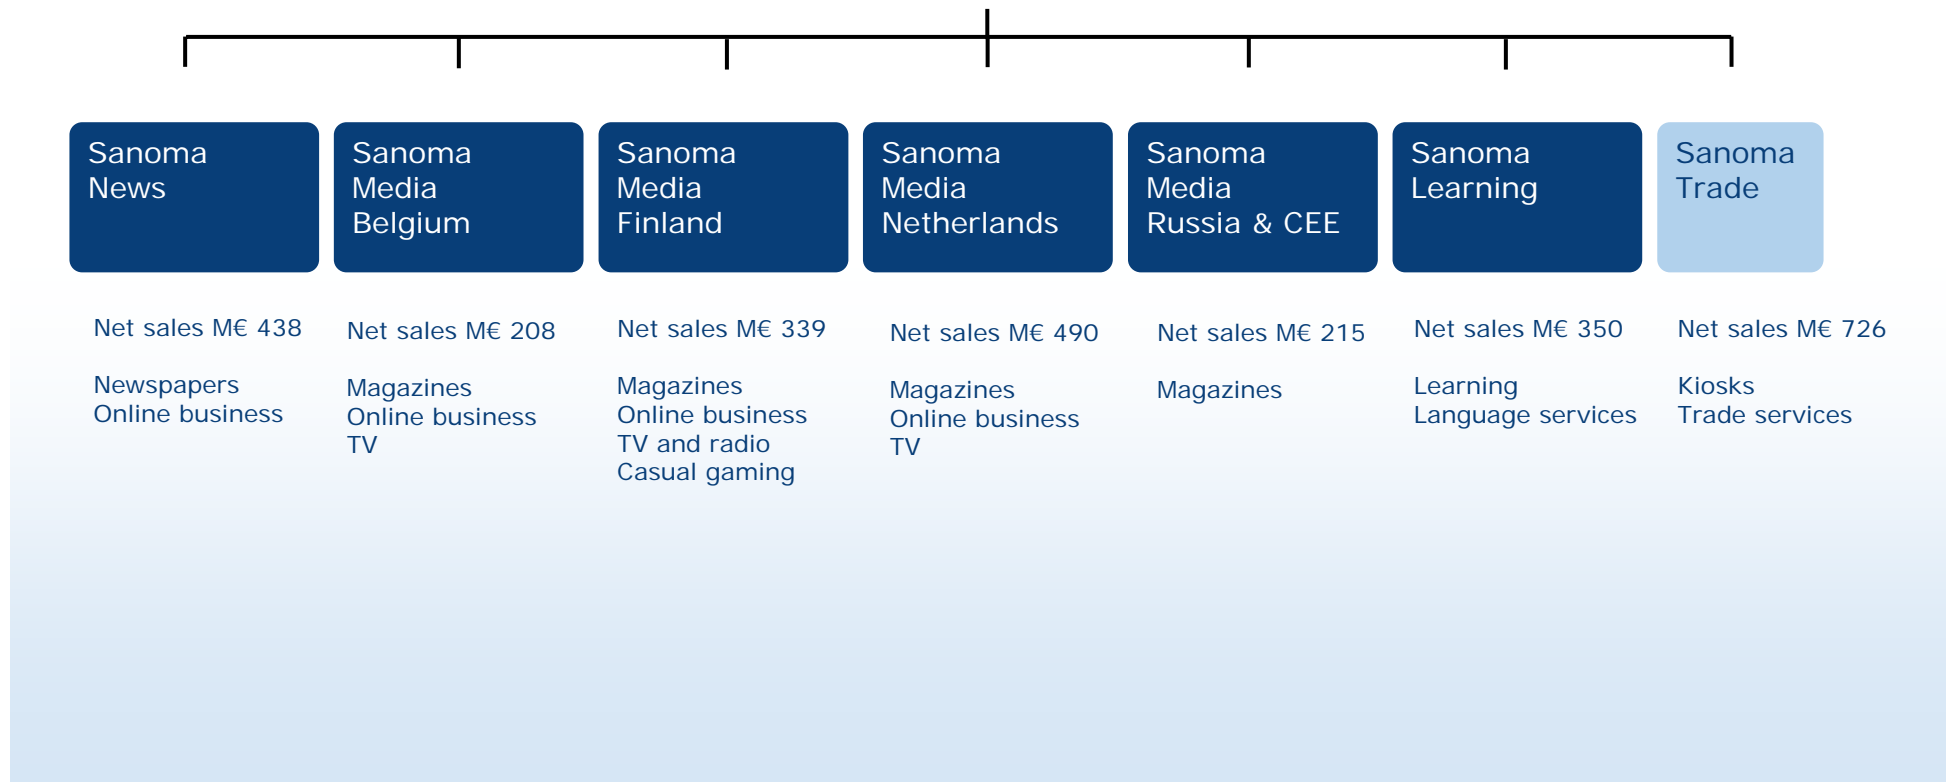 Sanoma
News
Sanoma
Media
Belgium
Sanoma
Media
Finland
Sanoma
Media
Netherlands
Sanoma
Media
Russia & CEE
Sanoma
Learning
Sanoma
Trade
Net sales M€ 438
Newspapers
Online business
Net sales M€ 208
Magazines
Online business
TV
Net sales M€ 339
Magazines
Online business
TV and radio
Casual gaming
Net sales M€ 490
Magazines
Online business
TV
Net sales M€ 215
Magazines
Net sales M€ 350
Learning
Language services
Net sales M€ 726
Kiosks
Trade services